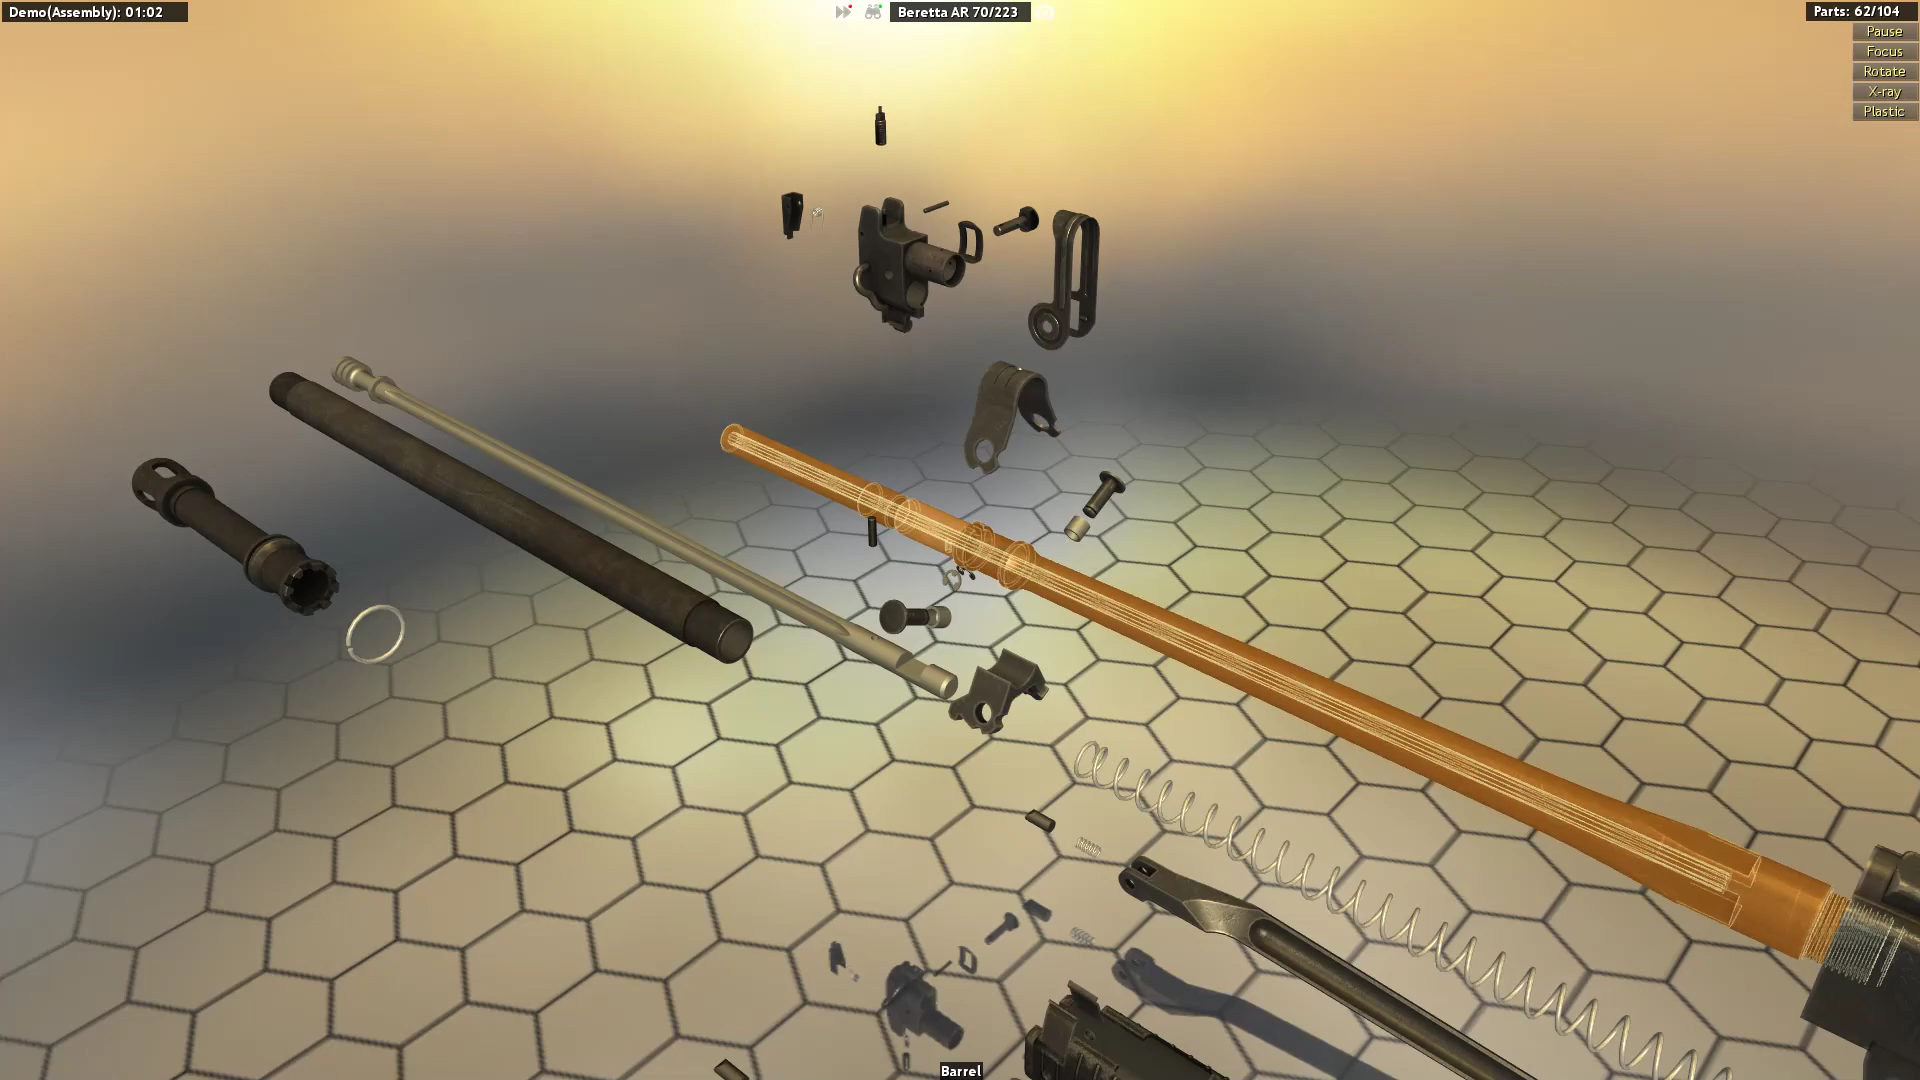 Demo(Assembly): 01:02
Beretta AR 70/223
Parts: 62/104
Pause
Focus
Rotate
X-ray
Plastic
Barrel